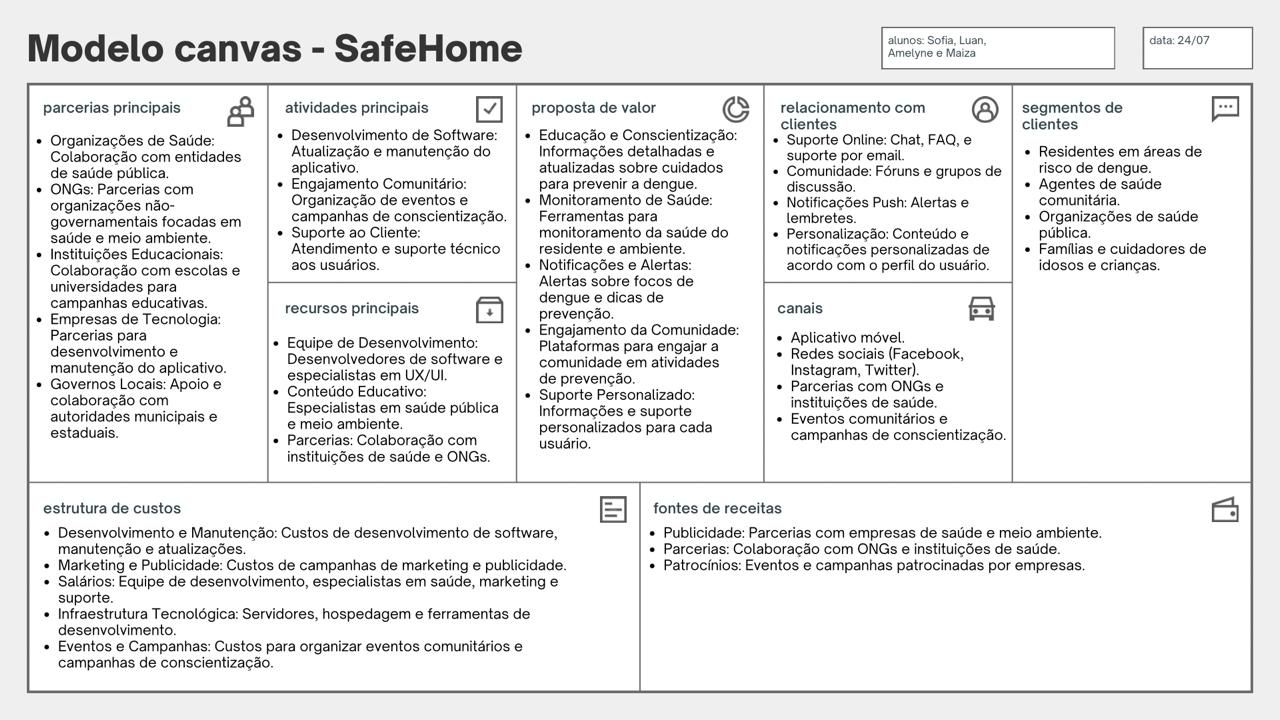 Modelo canvas - SafeHome
alunos: Sofia, Luan,
Amelyne e Maiza
data: 24/07
parcerias principais
• Organizações de Saúde:
Colaboração com entidades
de saúde pública.
• ONGs: Parcerias com
organizações não-
governamentais focadas em
saúde e meio ambiente.
• Instituições Educacionais:
Colaboração com escolas e
universidades para
campanhas educativas.
• Empresas de Tecnologia:
Parcerias para
desenvolvimento e
manutenção do aplicativo.
• Governos Locais: Apoio e
colaboração com
autoridades municipais e
estaduais.
atividades principais
• Desenvolvimento de Software:
Atualização e manutenção do
aplicativo.
• Engajamento Comunitário:
Organização de eventos e
campanhas de conscientização.
• Suporte ao Cliente:
Atendimento e suporte técnico
aos usuários.
recursos principais
• Equipe de Desenvolvimento:
Desenvolvedores de software e
especialistas em UX/UI.
• Conteúdo Educativo:
Especialistas em saúde pública
e meio ambiente.
• Parcerias: Colaboração com
instituições de saúde e ONGs.
proposta de valor
• Educação e Conscientização:
Informações detalhadas e
atualizadas sobre cuidados
para prevenir a dengue.
• Monitoramento de Saúde:
Ferramentas para
monitoramento da saúde do
residente e ambiente.
• Notificações e Alertas:
Alertas sobre focos de
dengue e dicas de
prevenção.
• Engajamento da Comunidade:
Plataformas para engajar a
comunidade em atividades
de prevenção.
• Suporte Personalizado:
Informações e suporte
personalizados para cada
usuário.
relacionamento com
clientes
• Suporte Online: Chat, FAQ, e
suporte por email.
• Comunidade: Fóruns e grupos de
discussão.
• Notificações Push: Alertas e
lembretes.
• Personalização: Conteúdo e
notificações personalizadas de
acordo com o perfil do usuário.
canais
• Aplicativo móvel.
• Redes sociais (Facebook,
Instagram, Twitter).
• Parcerias com ONGs e
instituições de saúde.
• Eventos comunitários e
campanhas de conscientização.
segmentos de
clientes
• Residentes em áreas de
risco de dengue.
• Agentes de saúde
comunitária.
• Organizações de saúde
pública.
• Famílias e cuidadores de
idosos e crianças.
estrutura de custos
• Desenvolvimento e Manutenção: Custos de desenvolvimento de software,
manutenção e atualizações.
• Marketing e Publicidade: Custos de campanhas de marketing e publicidade.
• Salários: Equipe de desenvolvimento, especialistas em saúde, marketing e
suporte.
• Infraestrutura Tecnológica: Servidores, hospedagem e ferramentas de
desenvolvimento.
• Eventos e Campanhas: Custos para organizar eventos comunitários e
campanhas de conscientização.
fontes de receitas
• Publicidade: Parcerias com empresas de saúde e meio ambiente.
• Parcerias: Colaboração com ONGs e instituições de saúde.
• Patrocínios: Eventos e campanhas patrocinadas por empresas.